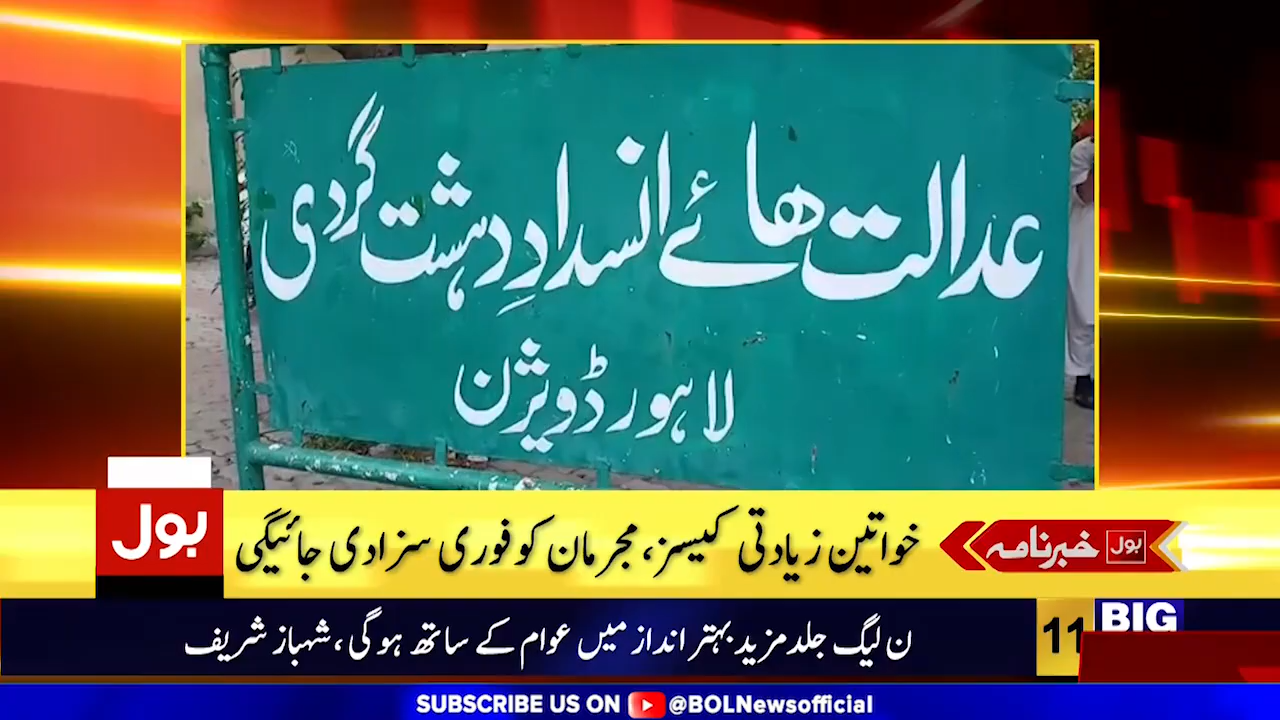 عدالت ھائے انسدادِ دہشت گردی
لاہور ڈویژن
بول
خواتین زیادتی کیسز، مجرمان کو فوری سزا دی جائیگی
بول خبرنامہ
ن لیگ جلد مزید بہتر انداز میں عوام کے ساتھ ہوگی، شہباز شریف
11
BIG
SUBSCRIBE US ON @BOLNewsofficial